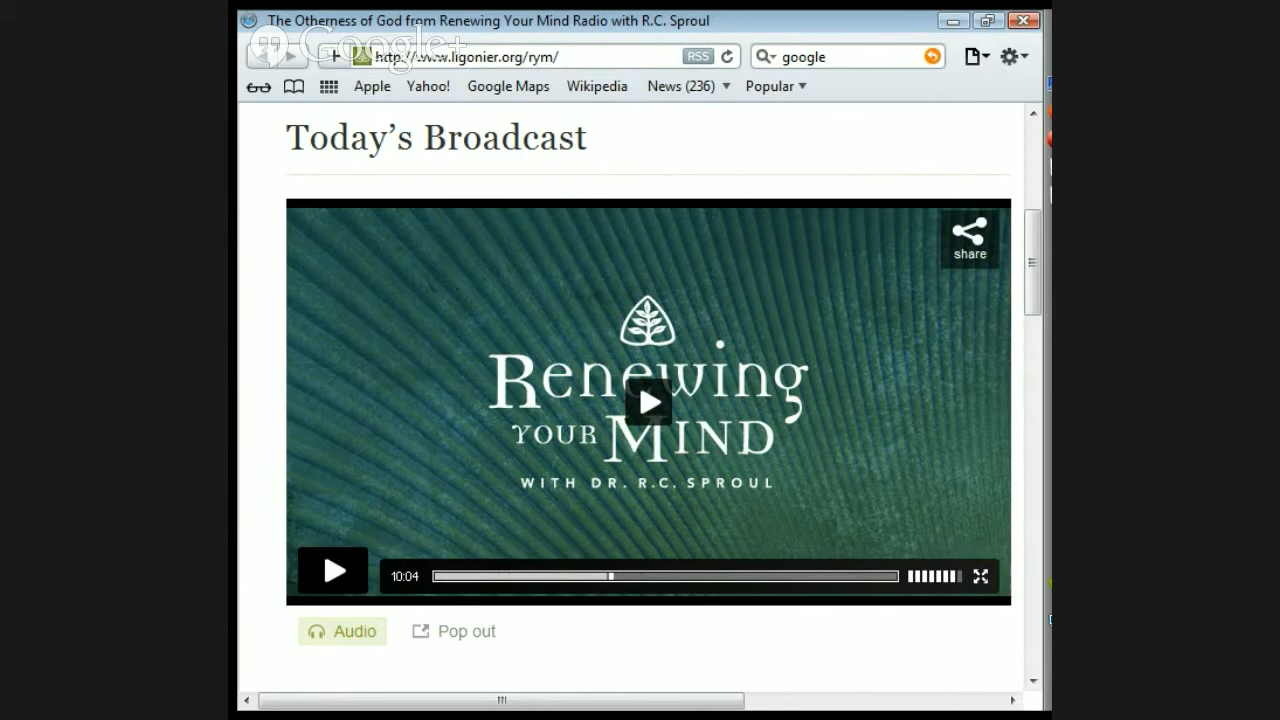 The Otherness of God from Renewing Your Mind Radio with R.C. Sproul
Google+
http://www.ligonier.org/rym/ RSS google
Apple Yahoo! Google Maps Wikipedia News (236) Popular
Today's Broadcast
share
Renewing
YOUR MIND
WITH DR. R.C. SPROUL
10:04
Audio Pop out